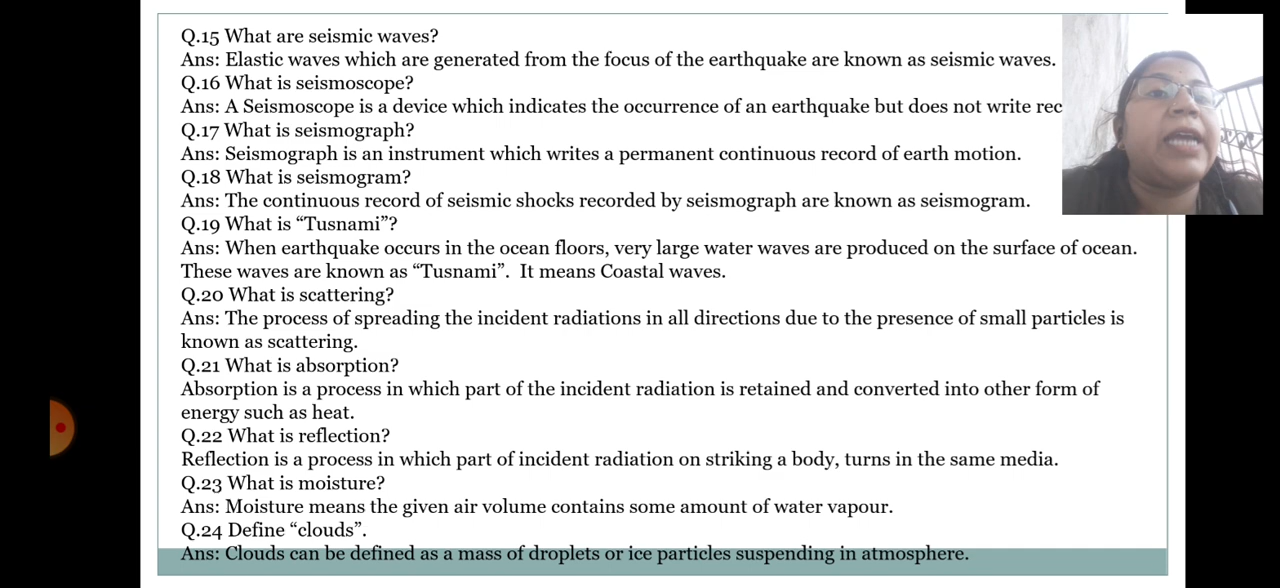 Q.15 What are seismic waves?
Ans: Elastic waves which are generated from the focus of the earthquake are known as seismic waves.
Q.16 What is seismoscope?
Ans: A Seismoscope is a device which indicates the occurrence of an earthquake but does not write
Q.17 What is seismograph?
Ans: Seismograph is an instrument which writes a permanent continuous record of earth motion.
Q.18 What is seismogram?
Ans: The continuous record of seismic shocks recorded by seismograph are known as seismogram.
Q.19 What is “Tusnami”?
Ans: When earthquake occurs in the ocean floors, very large water waves are produced on the surface of ocean.
These waves are known as “Tusnami”.  It means Coastal waves.
Q.20 What is scattering?
Ans: The process of spreading the incident radiations in all directions due to the presence of small particles is
known as scattering.
Q.21 What is absorption?
Absorption is a process in which part of the incident radiation is retained and converted into other form of
energy such as heat.
Q.22 What is reflection?
Reflection is a process in which part of incident radiation on striking a body, turns in the same media.
Q.23 What is moisture?
Ans: Moisture means the given air volume contains some amount of water vapour.
Q.24 Define “clouds”.
Ans: Clouds can be defined as a mass of droplets or ice particles suspending in atmosphere.